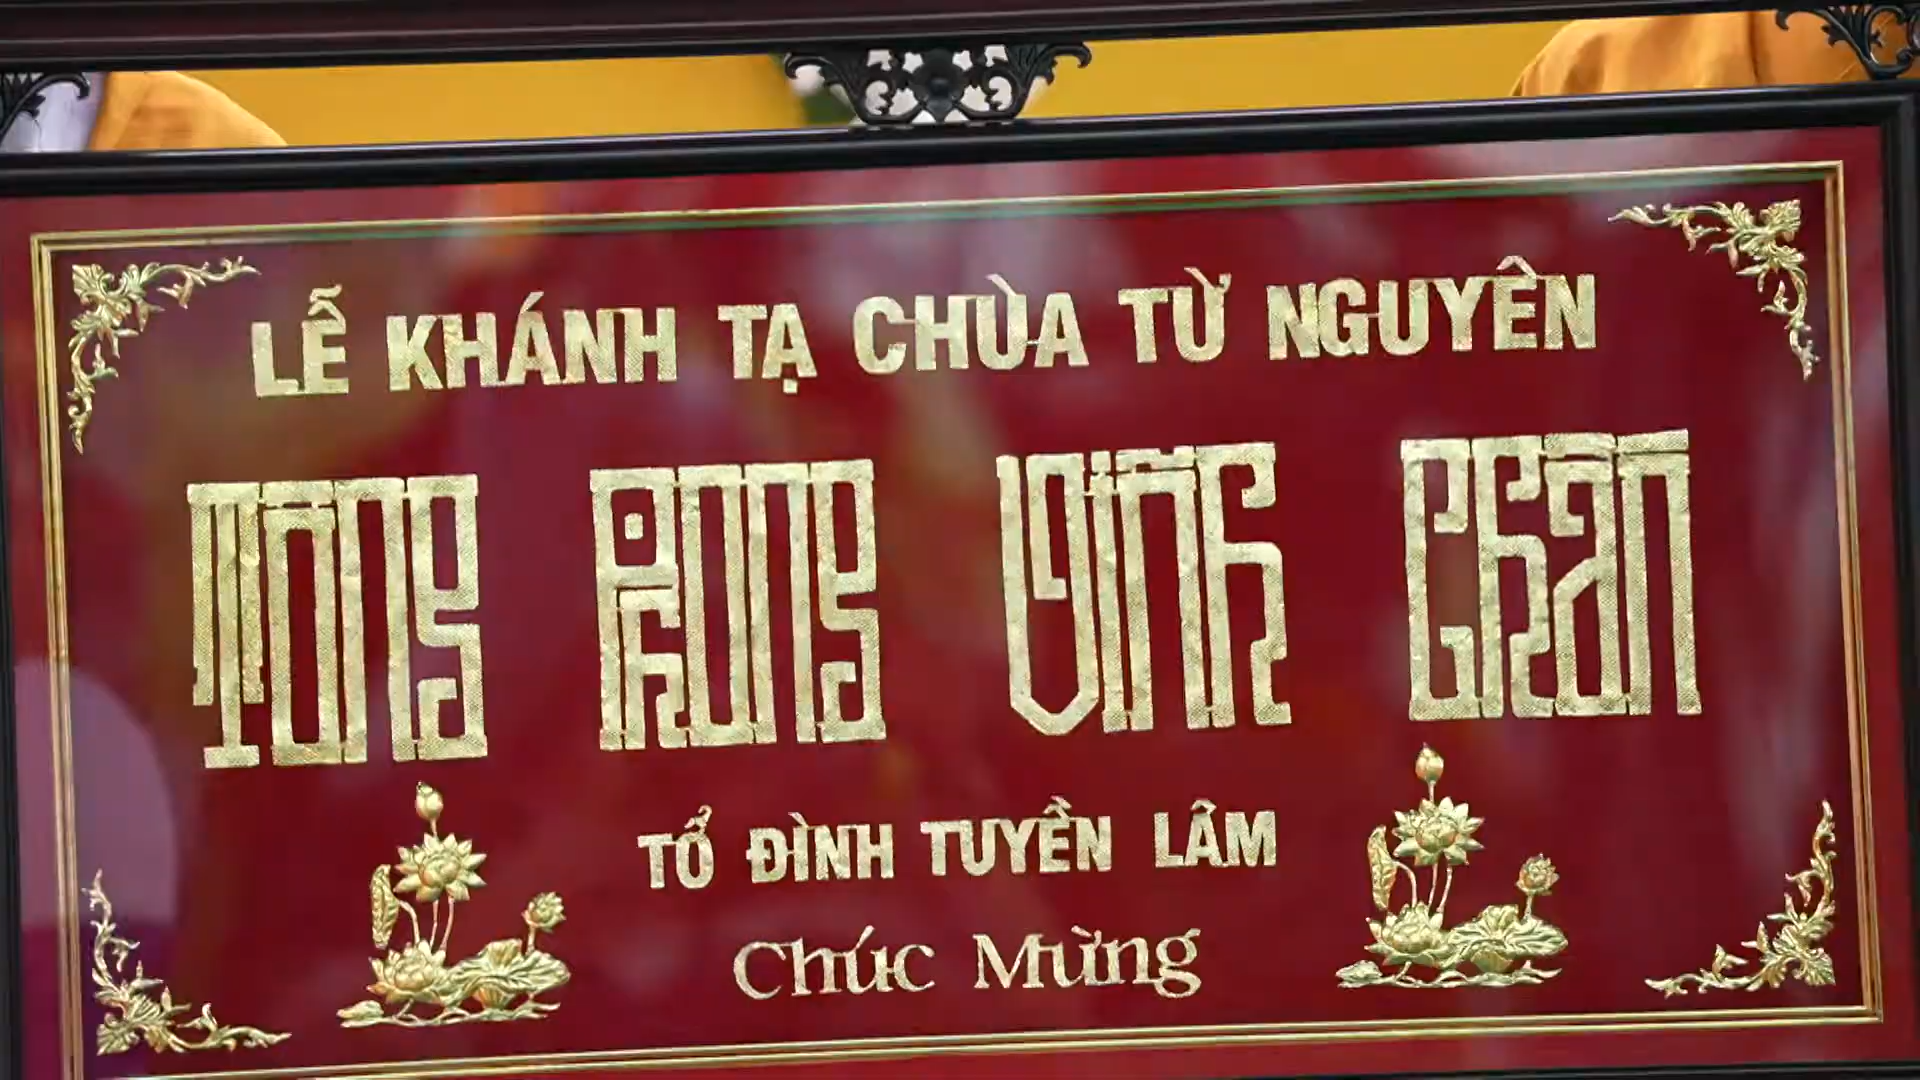 LỄ KHÁNH TẠ CHÙA TỪ NGUYÊN
TÔNG PHONG VĨNH CHẤN
TỔ ĐÌNH TUYỀN LÂM
Chúc Mừng